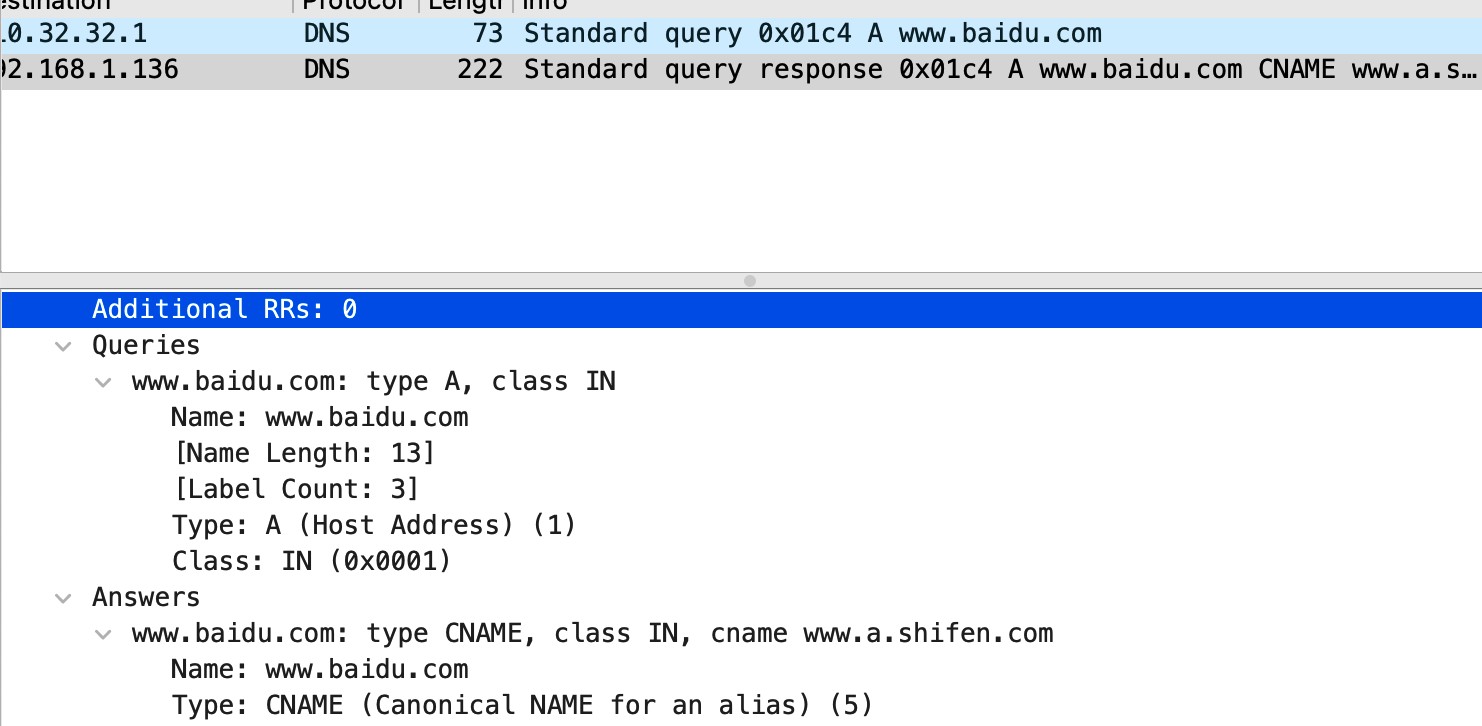 Protocol Length Info
0.32.32.1 DNS 73 Standard query 0x01c4 A www.baidu.com
2.168.1.136 DNS 222 Standard query response 0x01c4 A www.baidu.com CNAME www.a.s…
Additional RRs: 0
Queries
www.baidu.com: type A, class IN
Name: www.baidu.com
[Name Length: 13]
[Label Count: 3]
Type: A (Host Address) (1)
Class: IN (0x0001)
Answers
www.baidu.com: type CNAME, class IN, cname www.a.shifen.com
Name: www.baidu.com
Type: CNAME (Canonical NAME for an alias) (5)